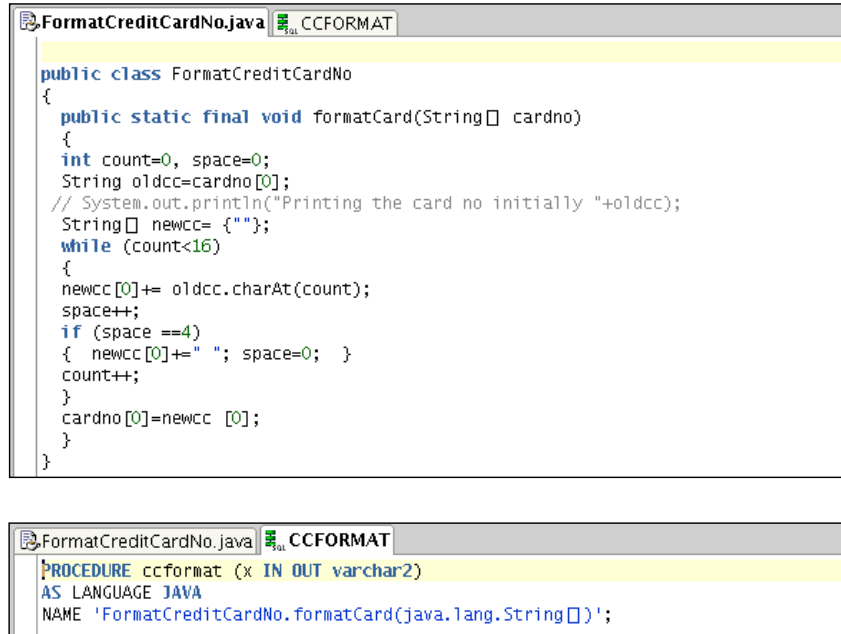 FormatCreditCardNo.java CCFORMAT
public class FormatCreditCardNo
{
public static final void formatCard(String[] cardno)
{
int count=0, space=0;
String oldcc=cardno[0];
// System.out.println("Printing the card no initially "+oldcc);
String[] newcc= {""};
while (count<16)
{
newcc[0]+= oldcc.charAt(count);
space++;
if (space ==4)
{ newcc[0]+=" "; space=0; }
count++;
}
cardno[0]=newcc [0];
}
}
FormatCreditCardNo.java CCFORMAT
PROCEDURE ccformat (x IN OUT varchar2)
AS LANGUAGE JAVA
NAME 'FormatCreditCardNo.formatCard(java.lang.String[])';